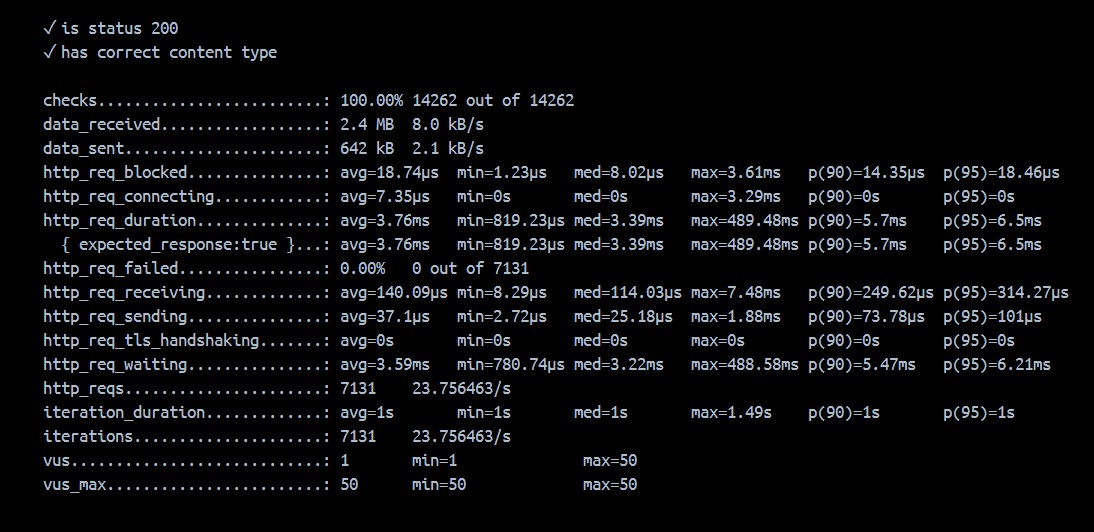 ✓ is status 200
✓ has correct content type
checks.........................: 100.00% 14262 out of 14262
data_received..................: 2.4 MB 8.0 kB/s
data_sent......................: 642 kB 2.1 kB/s
http_req_blocked...............: avg=18.74µs min=1.23µs med=8.02µs max=3.61ms p(90)=14.35µs p(95)=18.46µs
http_req_connecting............: avg=7.35µs min=0s med=0s max=3.29ms p(90)=0s p(95)=0s
http_req_duration..............: avg=3.76ms min=819.23µs med=3.39ms max=489.48ms p(90)=5.7ms p(95)=6.5ms
{ expected_response:true }...: avg=3.76ms min=819.23µs med=3.39ms max=489.48ms p(90)=5.7ms p(95)=6.5ms
http_req_failed................: 0.00% 0 out of 7131
http_req_receiving.............: avg=140.09µs min=8.29µs med=114.03µs max=7.48ms p(90)=249.62µs p(95)=314.27µs
http_req_sending...............: avg=37.1µs min=2.72µs med=25.18µs max=1.88ms p(90)=73.78µs p(95)=101µs
http_req_tls_handshaking.......: avg=0s min=0s med=0s max=0s p(90)=0s p(95)=0s
http_req_waiting...............: avg=3.59ms min=780.74µs med=3.22ms max=488.58ms p(90)=5.47ms p(95)=6.21ms
http_reqs......................: 7131 23.756463/s
iteration_duration.............: avg=1s min=1s med=1s max=1.49s p(90)=1s p(95)=1s
iterations.....................: 7131 23.756463/s
vus............................: 1 min=1 max=50
vus_max........................: 50 min=50 max=50